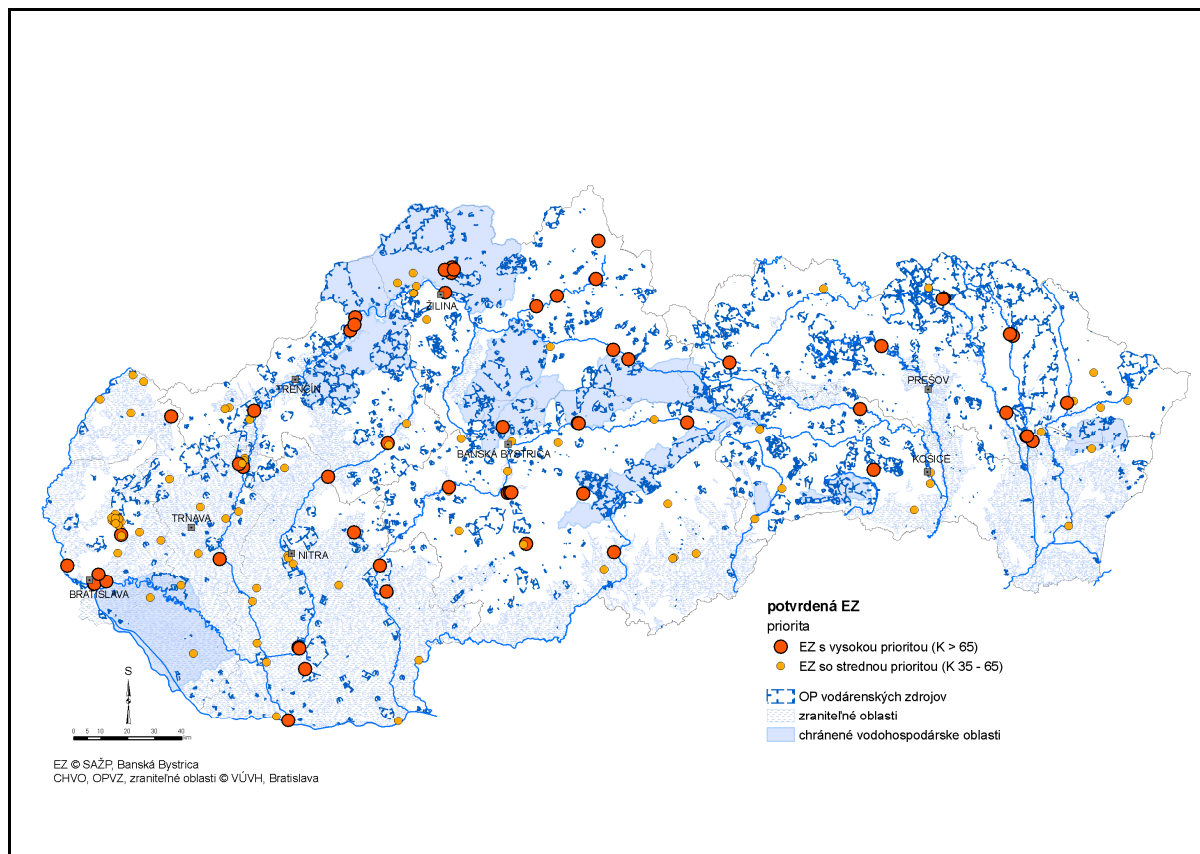 ŽILINA
TRENČÍN
PREŠOV
BANSKÁ BYSTRICA
KOŠICE
TRNAVA
NITRA
BRATISLAVA
potvrdená EZ
priorita
EZ s vysokou prioritou (K > 65)
EZ so strednou prioritou (K 35 - 65)
OP vodárenských zdrojov
zraniteľné oblasti
chránené vodohospodárske oblasti
S
0 5 10 20 30 40
km
EZ © SAŽP, Banská Bystrica
CHVO, OPVZ, zraniteľné oblasti © VÚVH, Bratislava